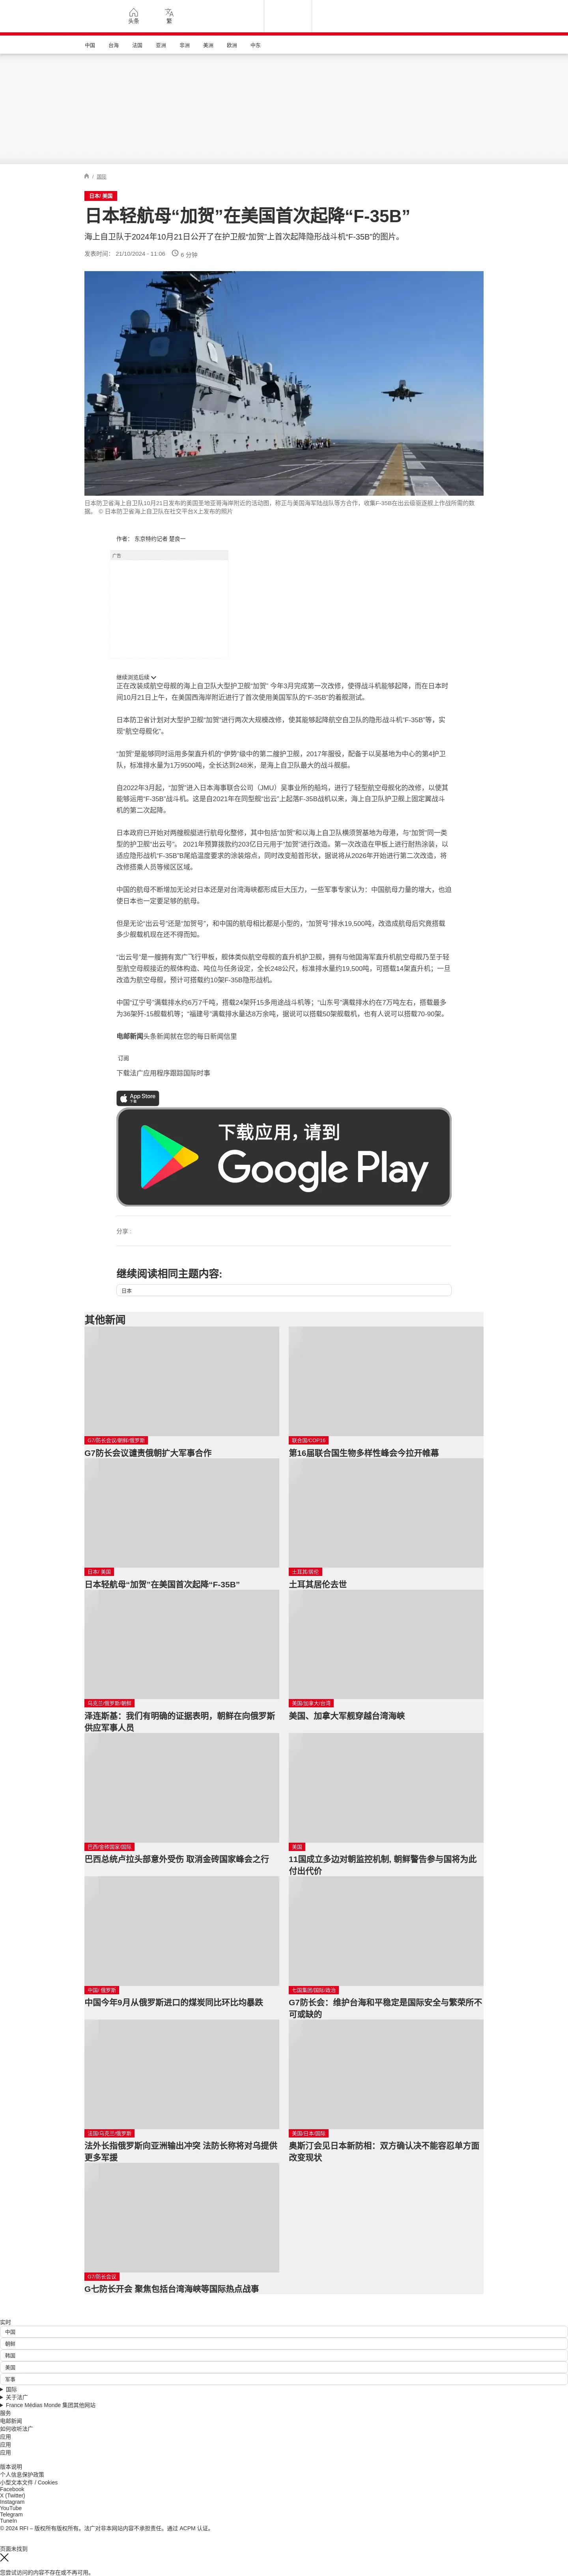 头条
繁
中国 台海 法国 亚洲 非洲 美洲 欧洲 中东
/ 国际
日本/ 美国
日本轻航母“加贺”在美国首次起降“F-35B”
海上自卫队于2024年10月21日公开了在护卫舰“加贺”上首次起降隐形战斗机“F-35B”的图片。
发表时间： 21/10/2024 - 11:06 6 分钟
日本防卫省海上自卫队10月21日发布的美国圣地亚哥海岸附近的活动图，称正与美国海军陆战队等方合作，收集F-35B在出云级驱逐舰上作战所需的数
据。 © 日本防卫省海上自卫队在社交平台X上发布的照片
作者： 东京特约记者 楚良一
广告
继续浏览后续
正在改装成航空母舰的海上自卫队大型护卫舰“加贺” 今年3月完成第一次改修，使得战斗机能够起降，而在日本时
间10月21日上午，在美国西海岸附近进行了首次使用美国军队的“F-35B”的着舰测试。
日本防卫省计划对大型护卫舰“加贺”进行两次大规模改修，使其能够起降航空自卫队的隐形战斗机“F-35B”等，实
现“航空母舰化”。
“加贺”是能够同时运用多架直升机的“伊势”级中的第二艘护卫舰，2017年服役，配备于以吴基地为中心的第4护卫
队，标准排水量为1万9500吨，全长达到248米，是海上自卫队最大的战斗舰艇。
自2022年3月起，“加贺”进入日本海事联合公司（JMU）吴事业所的船坞，进行了轻型航空母舰化的改修，以使其
能够运用“F-35B”战斗机。这是自2021年在同型舰“出云”上起落F-35B战机以来，海上自卫队护卫舰上固定翼战斗
机的第二次起降。
日本政府已开始对两艘舰艇进行航母化整修，其中包括“加贺”和以海上自卫队横须贺基地为母港，与“加贺”同一类
型的护卫舰“出云号”。 2021年预算拨款约203亿日元用于“加贺”进行改造。第一次改造在甲板上进行耐热涂装，以
适应隐形战机“F-35B”B尾焰温度要求的涂装熔点，同时改变船首形状，据说将从2026年开始进行第二次改造，将
改修搭乘人员等候区区域。
中国的航母不断增加无论对日本还是对台湾海峡都形成巨大压力，一些军事专家认为：中国航母力量的增大，也迫
使日本也一定要足够的航母。
但是无论“出云号”还是“加贺号”，和中国的航母相比都是小型的，“加贺号”排水19,500吨，改造成航母后究竟搭载
多少舰载机现在还不得而知。
“出云号”是一艘拥有宽广飞行甲板，舰体类似航空母舰的直升机护卫舰，拥有与他国海军直升机航空母舰乃至于轻
型航空母舰接近的舰体构造、吨位与任务设定，全长248公尺，标准排水量约19,500吨，可搭载14架直升机；一旦
改造为航空母舰，预计可搭载约10架F-35B隐形战机。
中国“辽宁号”满载排水约6万7千吨，搭载24架歼15多用途战斗机等；“山东号”满载排水约在7万吨左右，搭载最多
为36架歼-15舰载机等；“福建号”满载排水量达8万余吨，据说可以搭载50架舰载机，也有人说可以搭载70-90架。
电邮新闻头条新闻就在您的每日新闻信里
订阅
下载法广应用程序跟踪国际时事
App Store
下载
下载应用，请到
Google Play
分享 :
继续阅读相同主题内容:
日本
其他新闻
G7/防长会议/朝鲜/俄罗斯
G7防长会议谴责俄朝扩大军事合作
联合国/COP16
第16届联合国生物多样性峰会今拉开帷幕
日本/ 美国
日本轻航母“加贺”在美国首次起降“F-35B”
土耳其/居伦
土耳其居伦去世
乌克兰/俄罗斯/朝鲜
泽连斯基：我们有明确的证据表明，朝鲜在向俄罗斯
供应军事人员
美国/加拿大/台湾
美国、加拿大军舰穿越台湾海峡
巴西/金砖国家/国际
巴西总统卢拉头部意外受伤 取消金砖国家峰会之行
美国
11国成立多边对朝监控机制, 朝鲜警告参与国将为此
付出代价
中国/ 俄罗斯
中国今年9月从俄罗斯进口的煤炭同比环比均暴跌
七国集团/国际/政治
G7防长会：维护台海和平稳定是国际安全与繁荣所不
可或缺的
法国/乌克兰/俄罗斯
法外长指俄罗斯向亚洲输出冲突 法防长称将对乌提供
更多军援
美国/日本/国际
奥斯汀会见日本新防相：双方确认决不能容忍单方面
改变现状
G7/防长会议
G七防长开会 聚焦包括台湾海峡等国际热点战事
实时
中国
朝鲜
韩国
美国
军事
国际
关于法广
France Médias Monde 集团其他网站
服务
电邮新闻
如何收听法广
应用
应用
应用
版本说明
个人信息保护政策
小型文本文件 / Cookies
Facebook
X (Twitter)
Instagram
YouTube
Telegram
TuneIn
© 2024 RFI – 版权所有版权所有。法广对非本网站内容不承担责任。通过 ACPM 认证。
页面未找到
您尝试访问的内容不存在或不再可用。